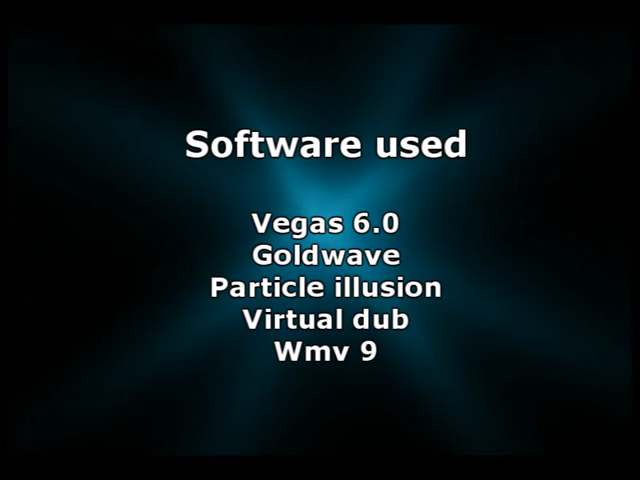 Software used
Vegas 6.0
Goldwave
Particle illusion
Virtual dub
Wmv 9